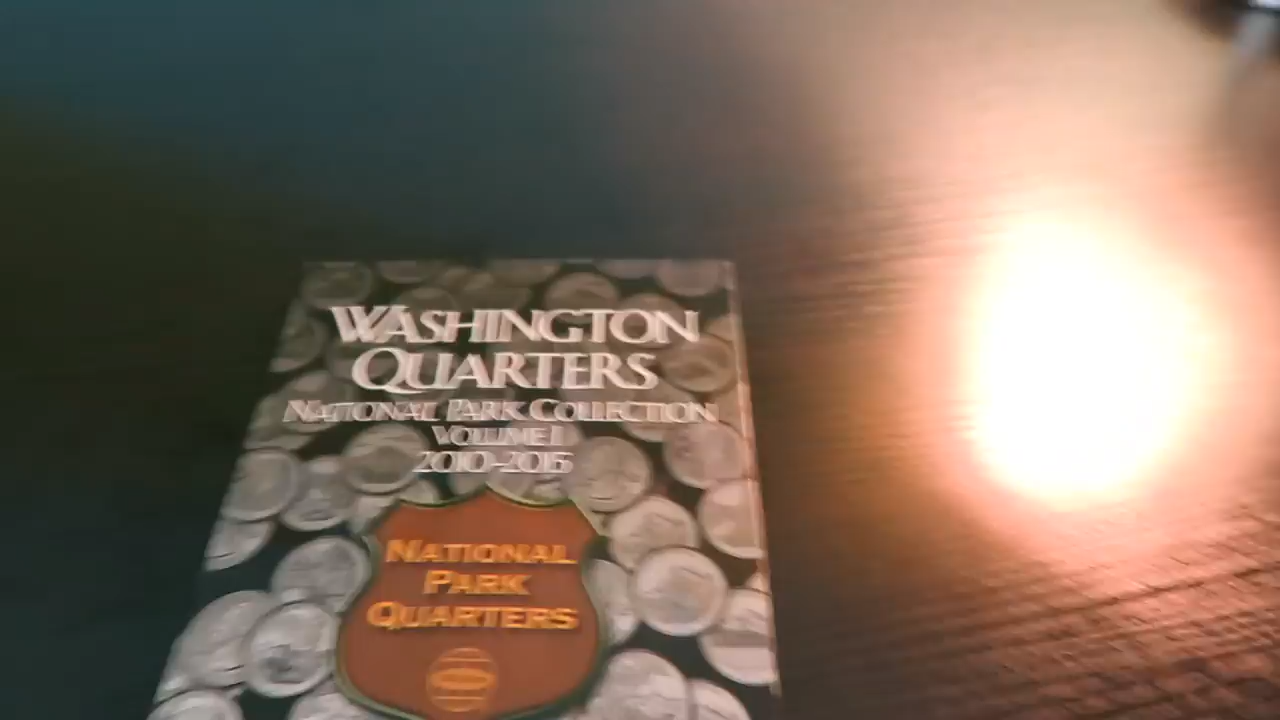 WASHINGTON
QUARTERS
NATIONAL PARK COLLECTION
VOLUME I
2010-2015
NATIONAL
PARK
QUARTERS